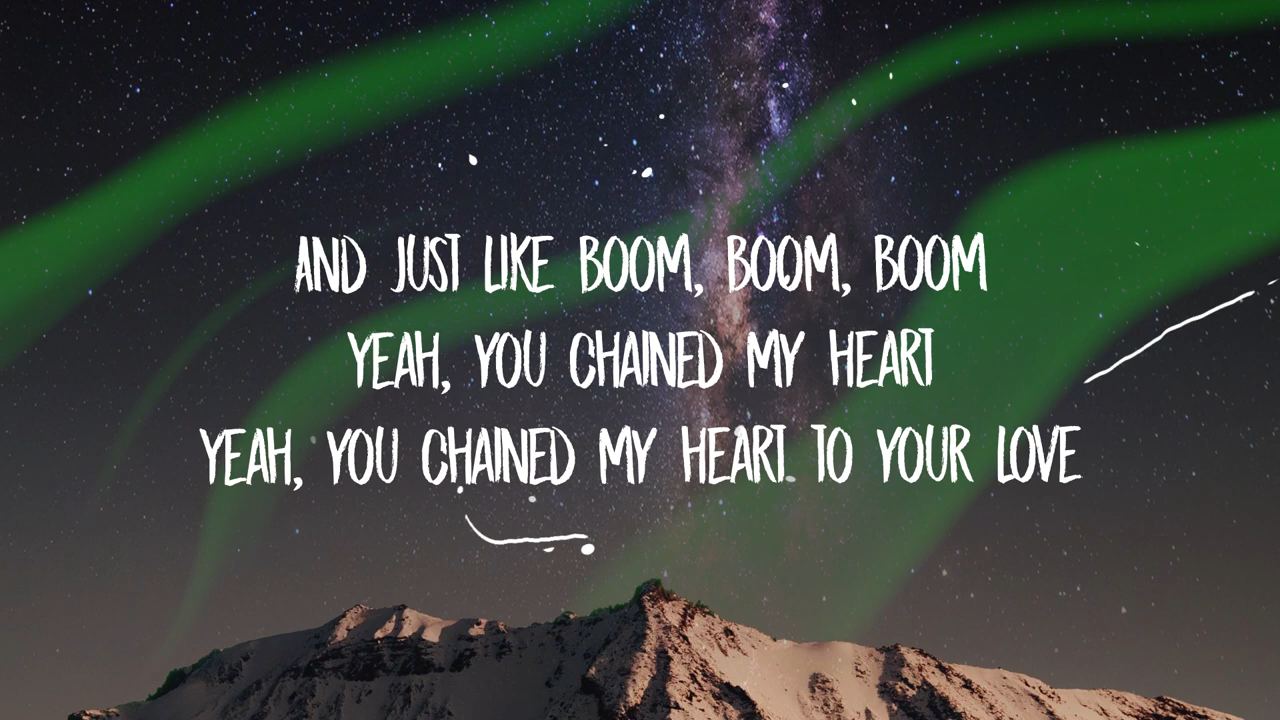 AND JUST LIKE BOOM, BOOM, BOOM
YEAH, YOU CHAINED MY HEART
YEAH, YOU CHAINED MY HEART TO YOUR LOVE